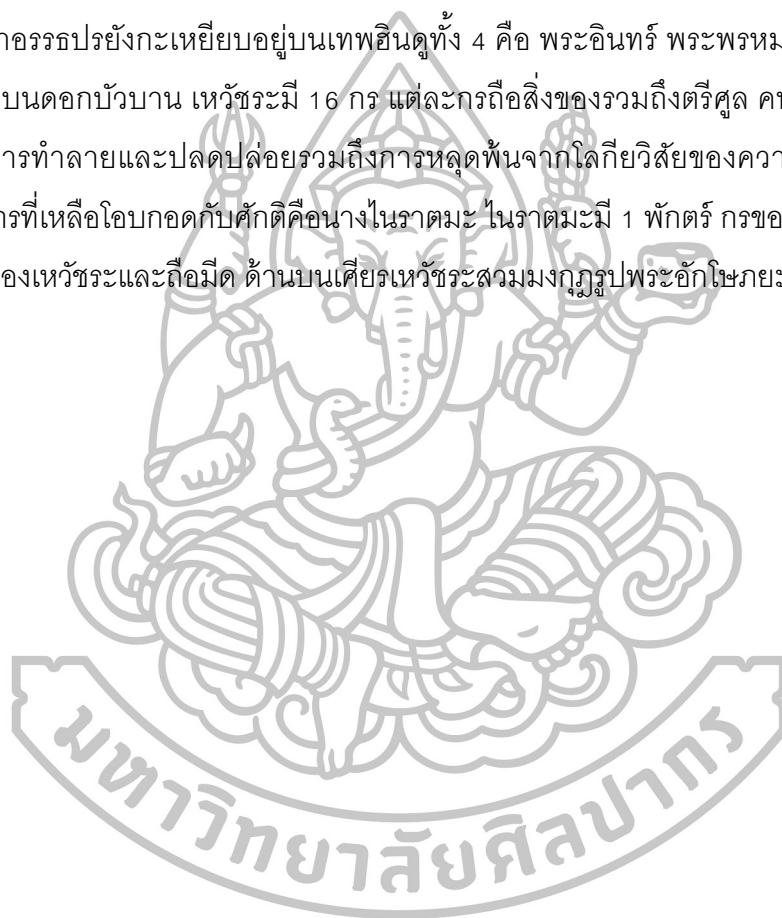 าอรรธปรยังกะเหยียบอยู่บนเทพฮินดูทั้ง 4 คือ พระอินทร์ พระพรหม
บนดอกบัวบาน เหวัชระมี 16 กร แต่ละกรถือสิ่งของรวมถึงตรีศูล คท
การทำลายและปลดปล่อยรวมถึงการหลุดพ้นจากโลกียวิสัยของควา
ารที่เหลือโอบกอดกับศักติคือนางไนราตมะ ไนราตมะมี 1 พักตร์ กรขอ
องเหวัชระและถือมีด ด้านบนเศียรเหวัชระสวมมงกุฎรูปพระอักโษภยะ
มหาวิทยาลัยศิลปากร